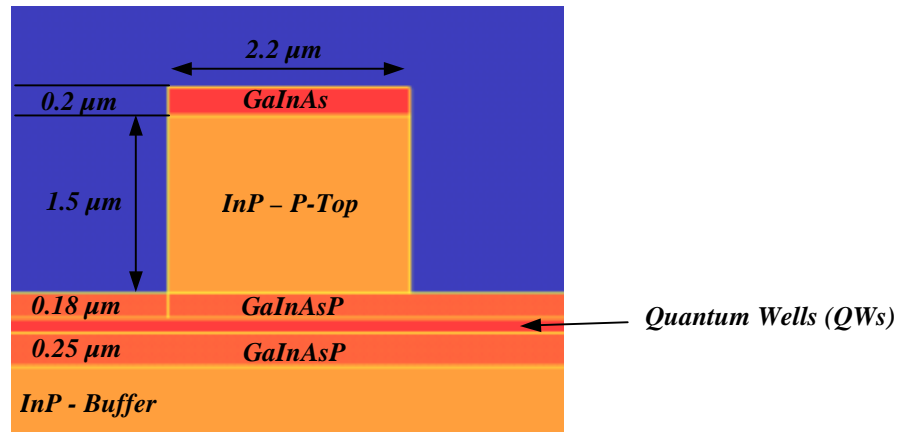 2.2 µm
0.2 µm
GaInAs
1.5 µm
InP – P-Top
0.18 µm
GaInAsP
Quantum Wells (QWs)
0.25 µm
GaInAsP
InP - Buffer